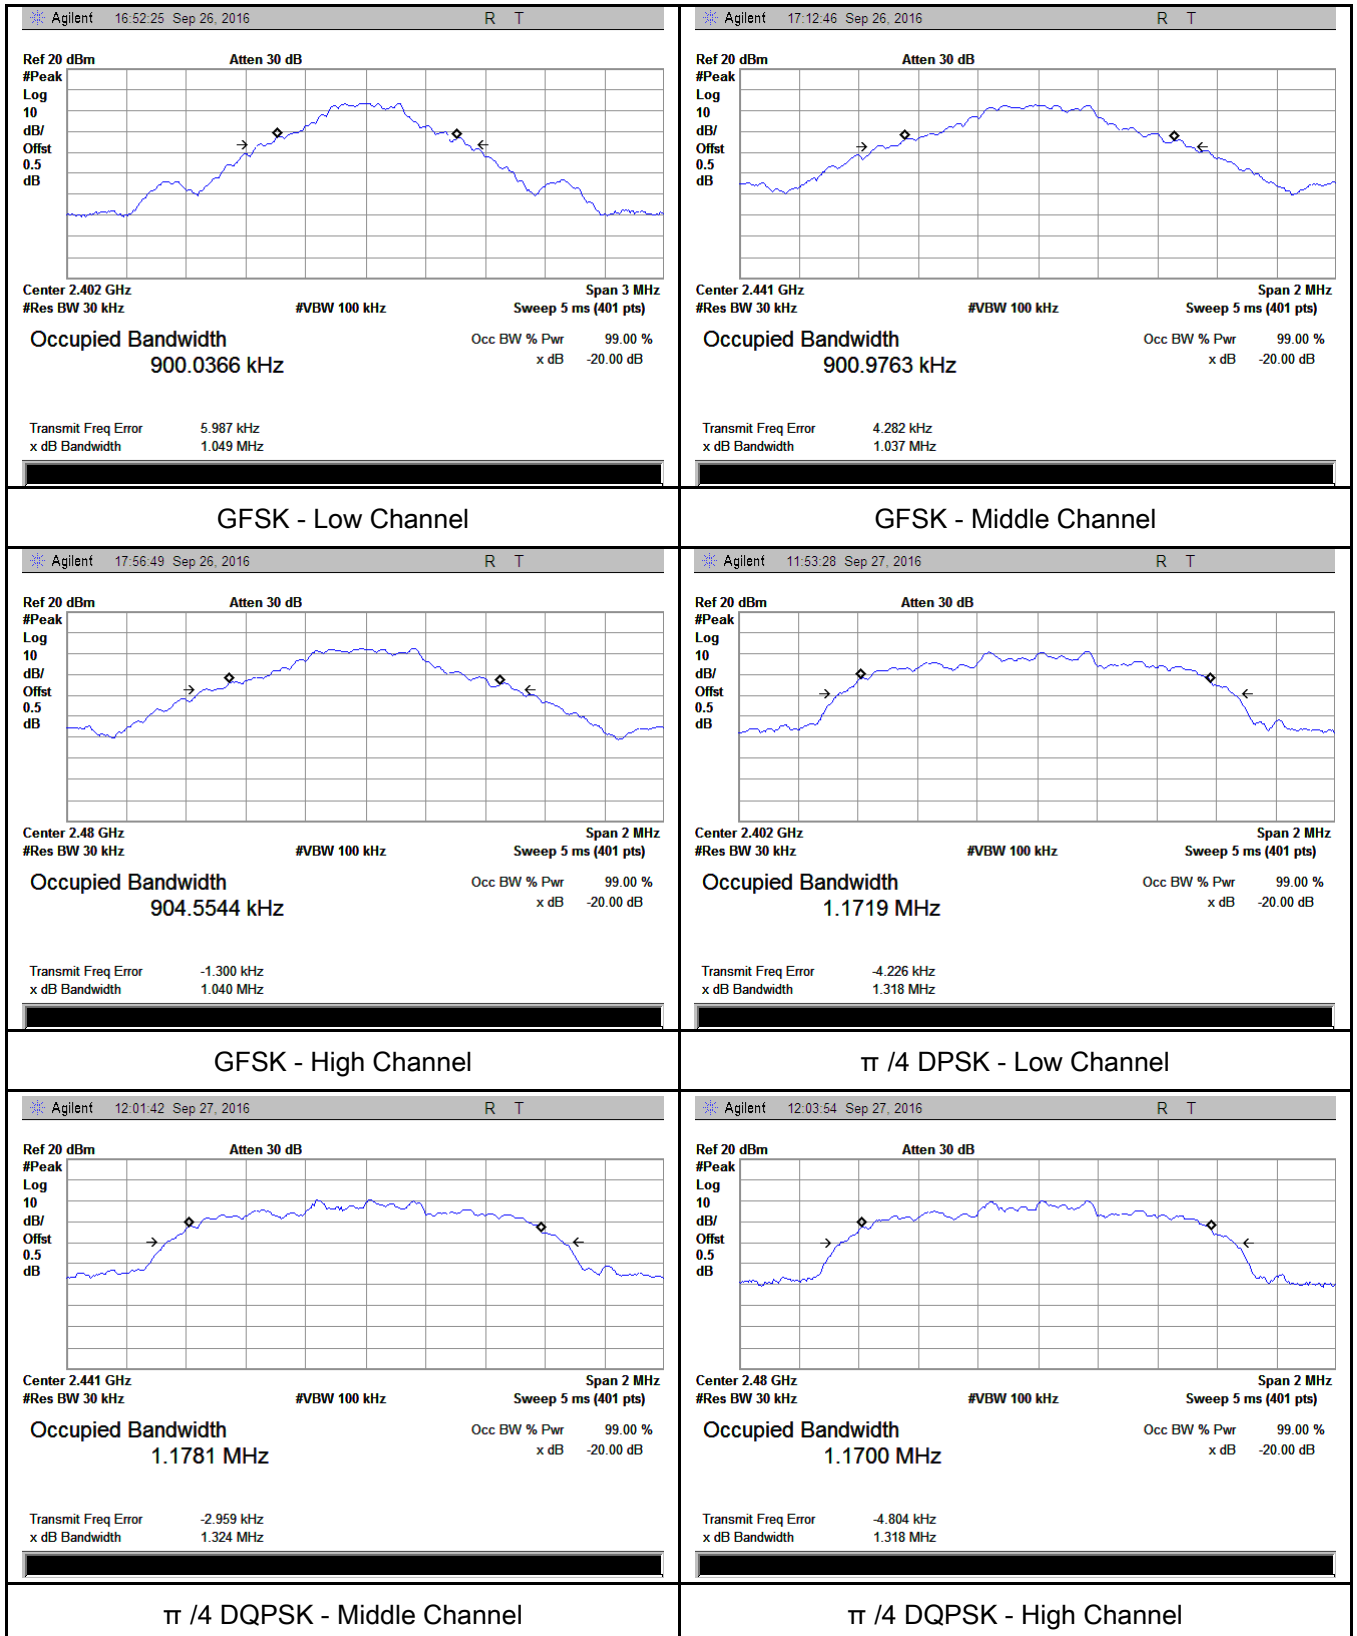 Agilent 16:52:25 Sep 26, 2016 R T
Ref 20 dBm Atten 30 dB
#Peak
Log
10
dB/
Offst
0.5
dB
Center 2.402 GHz Span 3 MHz
#Res BW 30 kHz #VBW 100 kHz Sweep 5 ms (401 pts)
Occupied Bandwidth Occ BW % Pwr 99.00 %
900.0366 kHz x dB -20.00 dB
Transmit Freq Error 5.987 kHz
x dB Bandwidth 1.049 MHz
GFSK - Low Channel
Agilent 17:12:46 Sep 26, 2016 R T
Ref 20 dBm Atten 30 dB
#Peak
Log
10
dB/
Offst
0.5
dB
Center 2.441 GHz Span 2 MHz
#Res BW 30 kHz #VBW 100 kHz Sweep 5 ms (401 pts)
Occupied Bandwidth Occ BW % Pwr 99.00 %
900.9763 kHz x dB -20.00 dB
Transmit Freq Error 4.282 kHz
x dB Bandwidth 1.037 MHz
GFSK - Middle Channel
Agilent 17:56:49 Sep 26, 2016 R T
Ref 20 dBm Atten 30 dB
#Peak
Log
10
dB/
Offst
0.5
dB
Center 2.48 GHz Span 2 MHz
#Res BW 30 kHz #VBW 100 kHz Sweep 5 ms (401 pts)
Occupied Bandwidth Occ BW % Pwr 99.00 %
904.5544 kHz x dB -20.00 dB
Transmit Freq Error -1.300 kHz
x dB Bandwidth 1.040 MHz
GFSK - High Channel
Agilent 11:53:28 Sep 27, 2016 R T
Ref 20 dBm Atten 30 dB
#Peak
Log
10
dB/
Offst
0.5
dB
Center 2.402 GHz Span 2 MHz
#Res BW 30 kHz #VBW 100 kHz Sweep 5 ms (401 pts)
Occupied Bandwidth Occ BW % Pwr 99.00 %
1.1719 MHz x dB -20.00 dB
Transmit Freq Error -4.226 kHz
x dB Bandwidth 1.318 MHz
π /4 DPSK - Low Channel
Agilent 12:01:42 Sep 27, 2016 R T
Ref 20 dBm Atten 30 dB
#Peak
Log
10
dB/
Offst
0.5
dB
Center 2.441 GHz Span 2 MHz
#Res BW 30 kHz #VBW 100 kHz Sweep 5 ms (401 pts)
Occupied Bandwidth Occ BW % Pwr 99.00 %
1.1781 MHz x dB -20.00 dB
Transmit Freq Error -2.959 kHz
x dB Bandwidth 1.324 MHz
π /4 DQPSK - Middle Channel
Agilent 12:03:54 Sep 27, 2016 R T
Ref 20 dBm Atten 30 dB
#Peak
Log
10
dB/
Offst
0.5
dB
Center 2.48 GHz Span 2 MHz
#Res BW 30 kHz #VBW 100 kHz Sweep 5 ms (401 pts)
Occupied Bandwidth Occ BW % Pwr 99.00 %
1.1700 MHz x dB -20.00 dB
Transmit Freq Error -4.804 kHz
x dB Bandwidth 1.318 MHz
π /4 DQPSK - High Channel